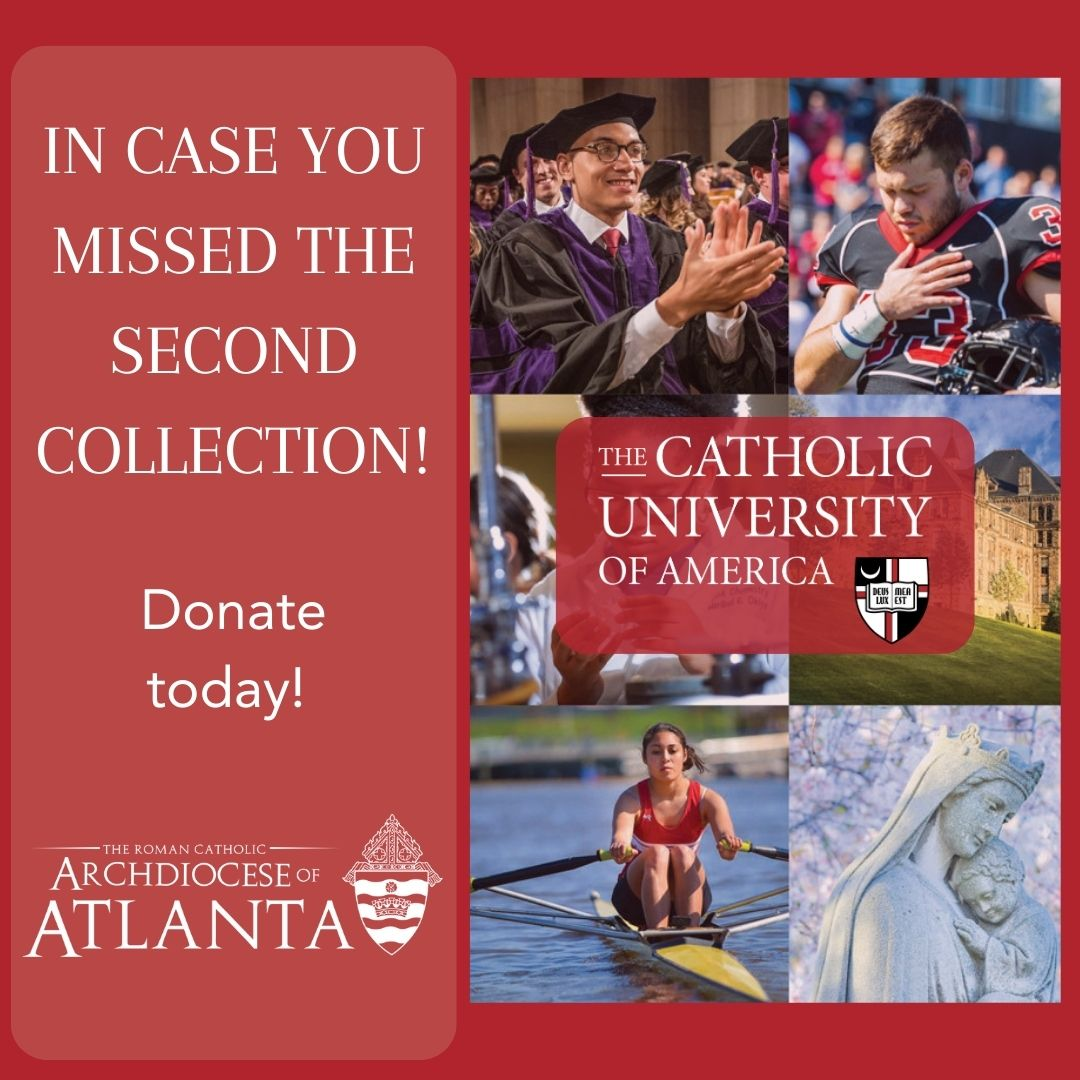 IN CASE YOU
MISSED THE
SECOND
COLLECTION!
Donate
today!
THE ROMAN CATHOLIC
ARCHDIOCESE OF
ATLANTA
THE CATHOLIC
UNIVERSITY
OF AMERICA
DEUS MEA
LUX EST
33
3